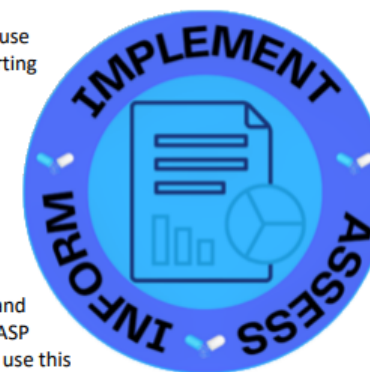 use
rting
IMPLEMENT
ASSESS
INFORM
and
ASP
use this